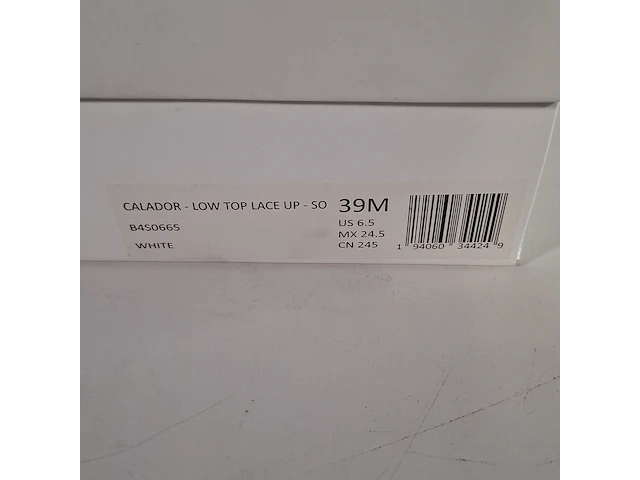 CALADOR - LOW TOP LACE UP - SO 39M
B4S0665 US 6.5
MX 24.5
WHITE CN 245
1 94060 34424 9